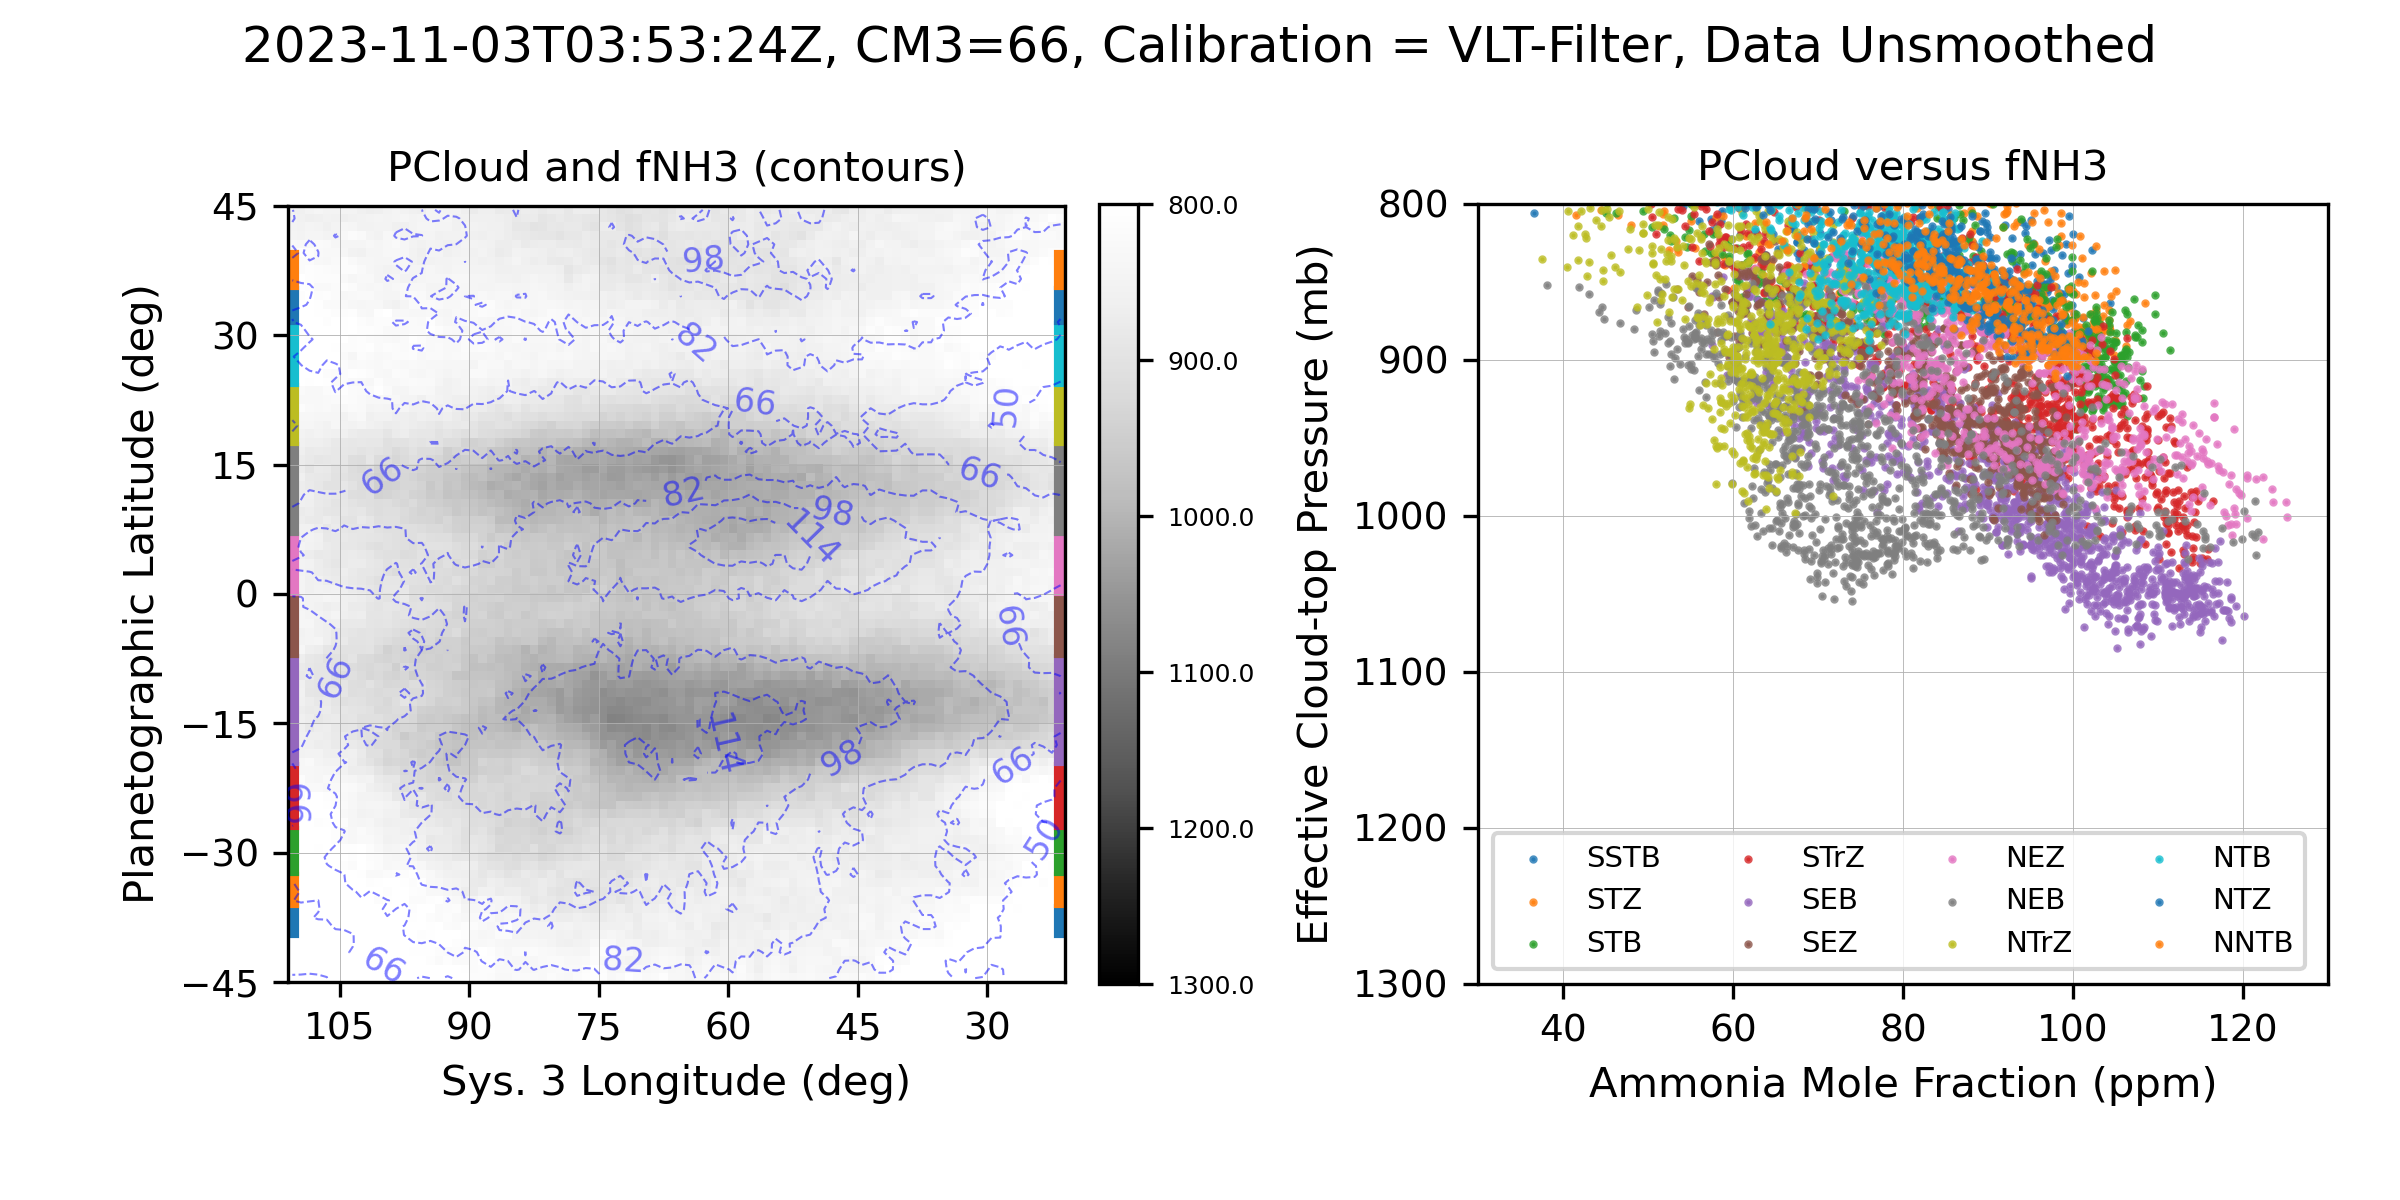 2023-11-03T03:53:24Z, CM3=66, Calibration = VLT-Filter, Data Unsmoothed
PCloud and fNH3 (contours)
Planetographic Latitude (deg)
45
30
15
0
−15
−30
−45
105
90
75
60
45
30
Sys. 3 Longitude (deg)
98
82
66
50
66
66
82
98
114
66
66
114
98
66
66
50
82
66
800.0
900.0
1000.0
1100.0
1200.0
1300.0
PCloud versus fNH3
Effective Cloud-top Pressure (mb)
800
900
1000
1100
1200
1300
40
60
80
100
120
Ammonia Mole Fraction (ppm)
SSTB
STZ
STB
STrZ
SEB
SEZ
NEZ
NEB
NTrZ
NTB
NTZ
NNTB